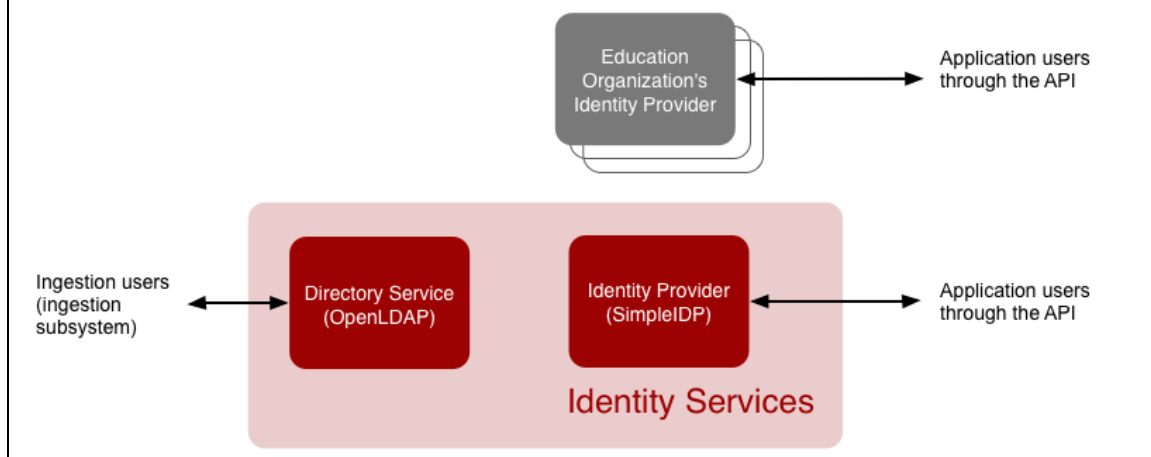 Education
Organization's
Identity Provider
Application users
through the API
Ingestion users
(ingestion
subsystem)
Directory Service
(OpenLDAP)
Identity Provider
(SimpleIDP)
Application users
through the API
Identity Services